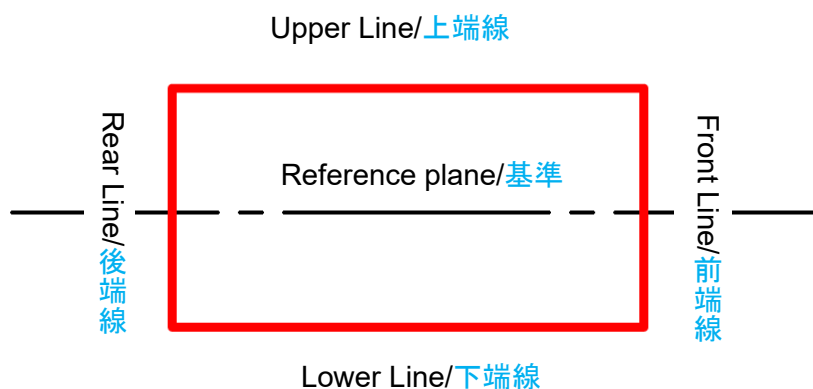 Upper Line/上端線
Rear Line/後端線
Reference plane/基準
Front Line/前端線
Lower Line/下端線